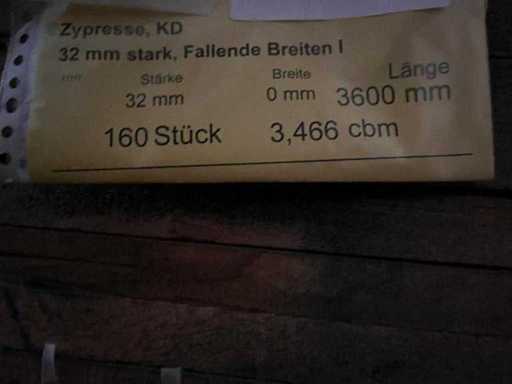 Zypresse, KD
32 mm stark, Fallende Breiten I
Stärke Breite Länge
32 mm 0 mm 3600 mm
160 Stück 3,466 cbm